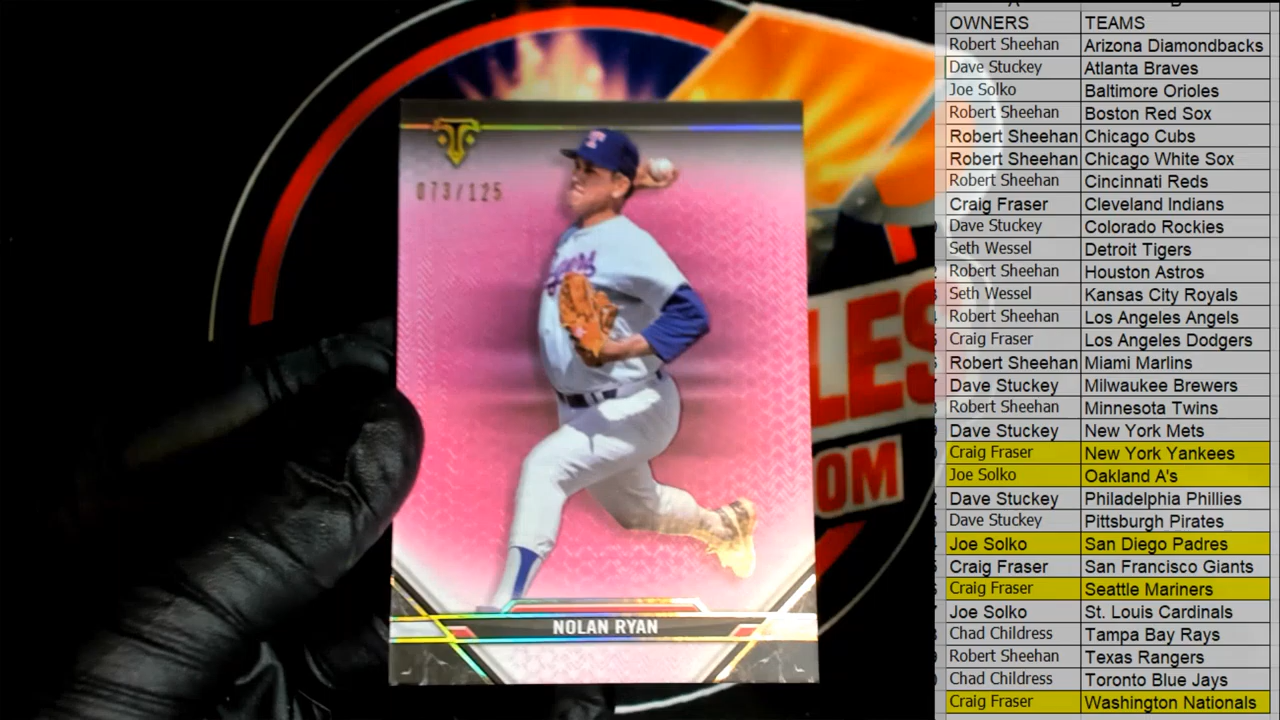 073/125
NOLAN RYAN
LES
OM
OWNERS TEAMS
Robert Sheehan Arizona Diamondbacks
Dave Stuckey Atlanta Braves
Joe Solko Baltimore Orioles
Robert Sheehan Boston Red Sox
Robert Sheehan Chicago Cubs
Robert Sheehan Chicago White Sox
Robert Sheehan Cincinnati Reds
Craig Fraser Cleveland Indians
Dave Stuckey Colorado Rockies
Seth Wessel Detroit Tigers
Robert Sheehan Houston Astros
Seth Wessel Kansas City Royals
Robert Sheehan Los Angeles Angels
Craig Fraser Los Angeles Dodgers
Robert Sheehan Miami Marlins
Dave Stuckey Milwaukee Brewers
Robert Sheehan Minnesota Twins
Dave Stuckey New York Mets
Craig Fraser New York Yankees
Joe Solko Oakland A's
Dave Stuckey Philadelphia Phillies
Dave Stuckey Pittsburgh Pirates
Joe Solko San Diego Padres
Craig Fraser San Francisco Giants
Craig Fraser Seattle Mariners
Joe Solko St. Louis Cardinals
Chad Childress Tampa Bay Rays
Robert Sheehan Texas Rangers
Chad Childress Toronto Blue Jays
Craig Fraser Washington Nationals